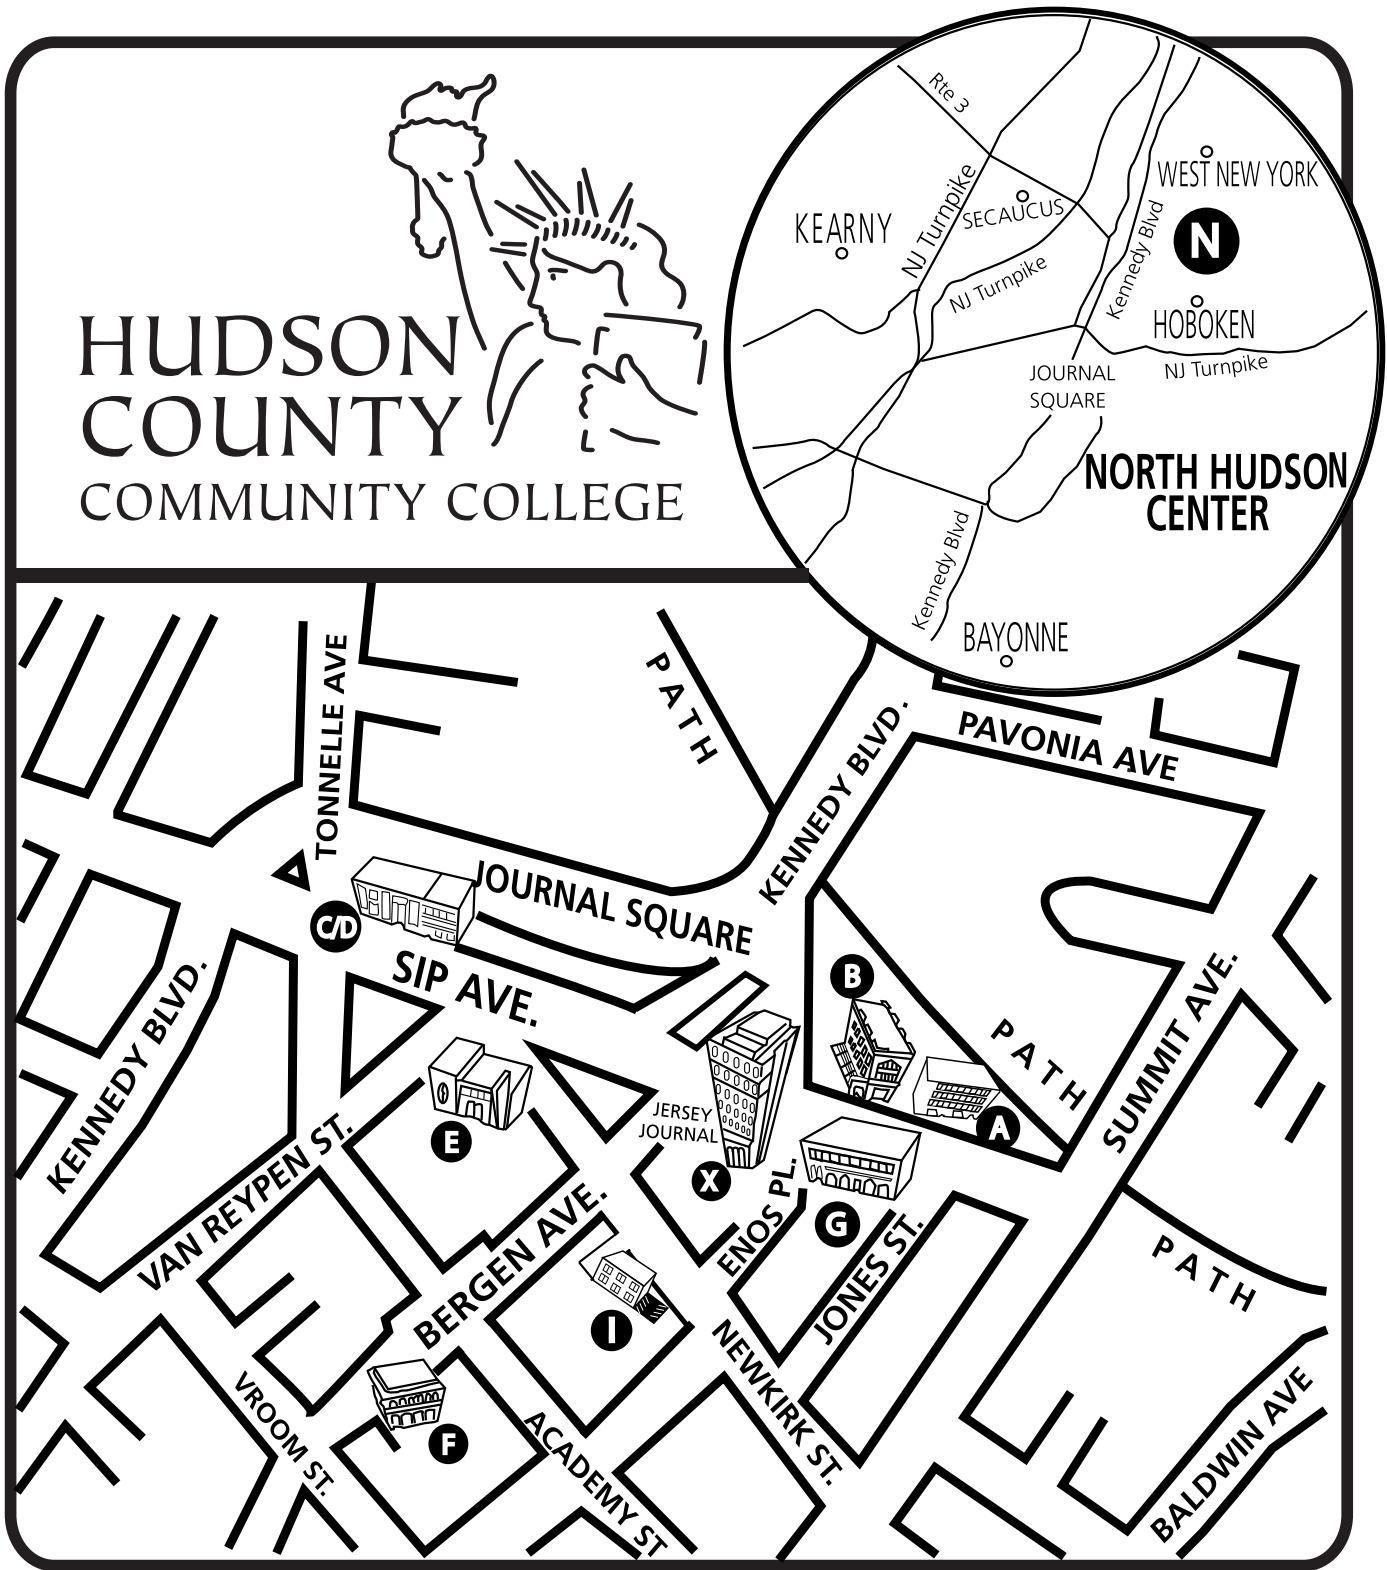 HUDSON
COUNTY
COMMUNITY COLLEGE
Rte 3
WEST NEW YORK
NJ Turnpike
SECAUCUS
KEARNY
Kennedy Blvd
N
NJ Turnpike
HOBOKEN
NJ Turnpike
JOURNAL
SQUARE
NORTH HUDSON
CENTER
Kennedy Blvd
BAYONNE
TONNELLE AVE
PATH
KENNEDY BLVD.
PAVONIA AVE
JOURNAL SQUARE
C/D
SIP AVE.
KENNEDY BLVD.
B
PATH
SUMMIT AVE.
A
E
JERSEY
JOURNAL
X
VAN REYPEN ST.
ENOS PL.
G
BERGEN AVE.
JONES ST.
PATH
I
NEWKIRK ST.
VROOM ST.
F
ACADEMY ST
BALDWIN AVE